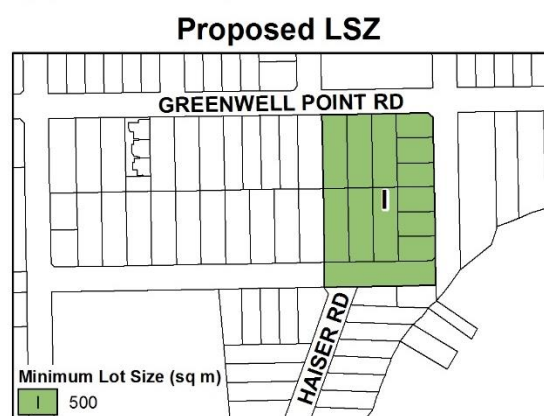 Proposed LSZ
GREENWELL POINT RD
I
HAISER RD
Minimum Lot Size (sq m)
I 500